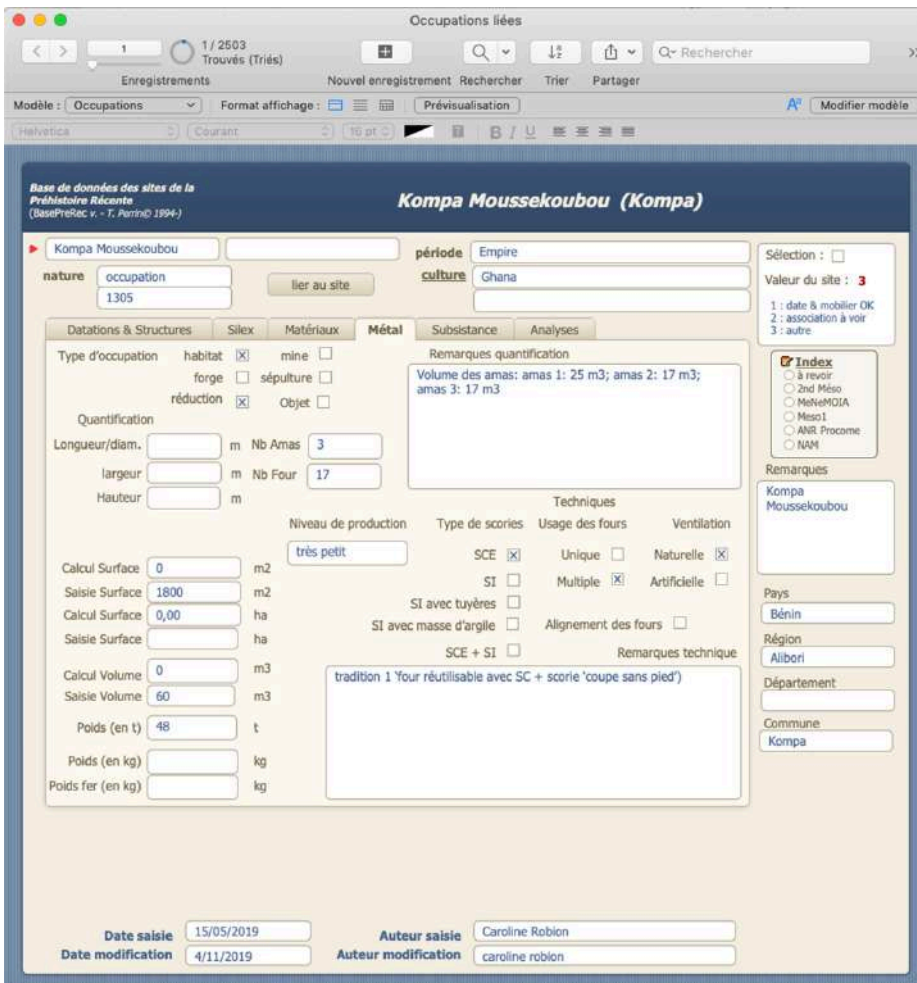 Occupations liées
1
1 / 2503
Trouvés (Triés)
Rechercher
Enregistrements
Nouvel enregistrement Rechercher Trier Partager
Modèle : Occupations Format affichage : Prévisualisation Modifier modèle
Helvetica Courant 16 pt B I U
Base de données des sites de la
Préhistoire Récente
(BasePreRec v. - T. Perrin© 1994-)
Kompa Moussekoubou (Kompa)
Kompa Moussekoubou
période Empire
nature occupation
culture Ghana
1305
lier au site
Sélection :
Valeur du site : 3
1 : date & mobilier OK
2 : association à voir
3 : autre
Datations & Structures Silex Matériaux Métal Subsistance Analyses
Type d'occupation habitat mine
forge sépulture
réduction Objet
Quantification
Longueur/diam. m Nb Amas 3
largeur m Nb Four 17
Hauteur m
Remarques quantification
Volume des amas: amas 1: 25 m3; amas 2: 17 m3;
amas 3: 17 m3
Index
à revoir
2nd Méso
MeNeMOIA
Meso1
ANR Procome
NAM
Remarques
Kompa
Moussekoubou
Techniques
Niveau de production Type de scories Usage des fours Ventilation
très petit SCE Unique Naturelle
SI Multiple Artificielle
SI avec tuyères
SI avec masse d'argile Alignement des fours
SCE + SI Remarques technique
Calcul Surface 0 m2
Saisie Surface 1800 m2
Calcul Surface 0,00 ha
Saisie Surface ha
Calcul Volume 0 m3
Saisie Volume 60 m3
Poids (en t) 48 t
Poids (en kg) kg
Poids fer (en kg) kg
tradition 1 'four réutilisable avec SC + scorie 'coupe sans pied')
Pays
Bénin
Région
Alibori
Département
Commune
Kompa
Date saisie 15/05/2019 Auteur saisie Caroline Robion
Date modification 4/11/2019 Auteur modification caroline robion